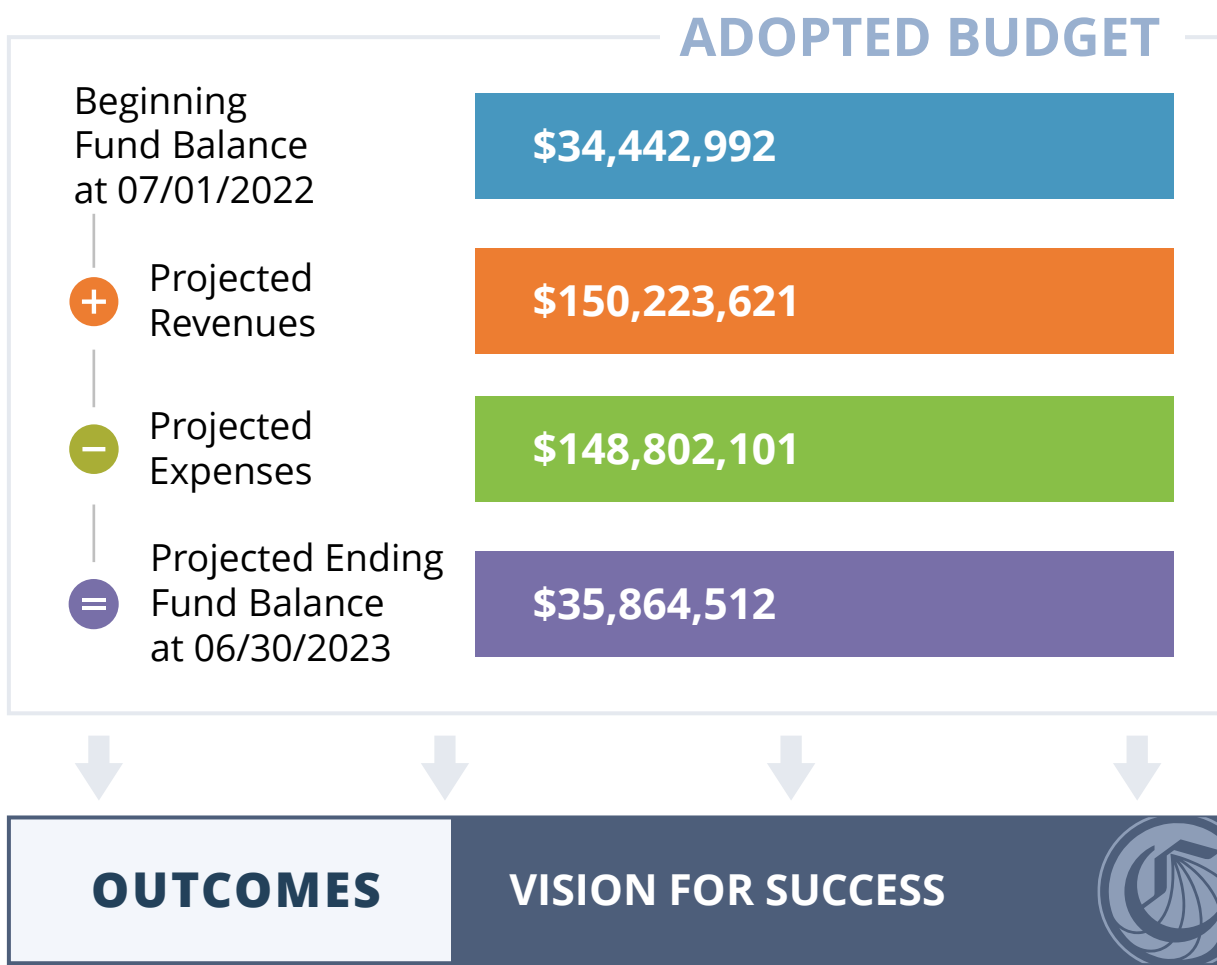 ADOPTED BUDGET
Beginning
Fund Balance
at 07/01/2022
$34,442,992
+
Projected
Revenues
$150,223,621
−
Projected
Expenses
$148,802,101
=
Projected Ending
Fund Balance
at 06/30/2023
$35,864,512
OUTCOMES
VISION FOR SUCCESS